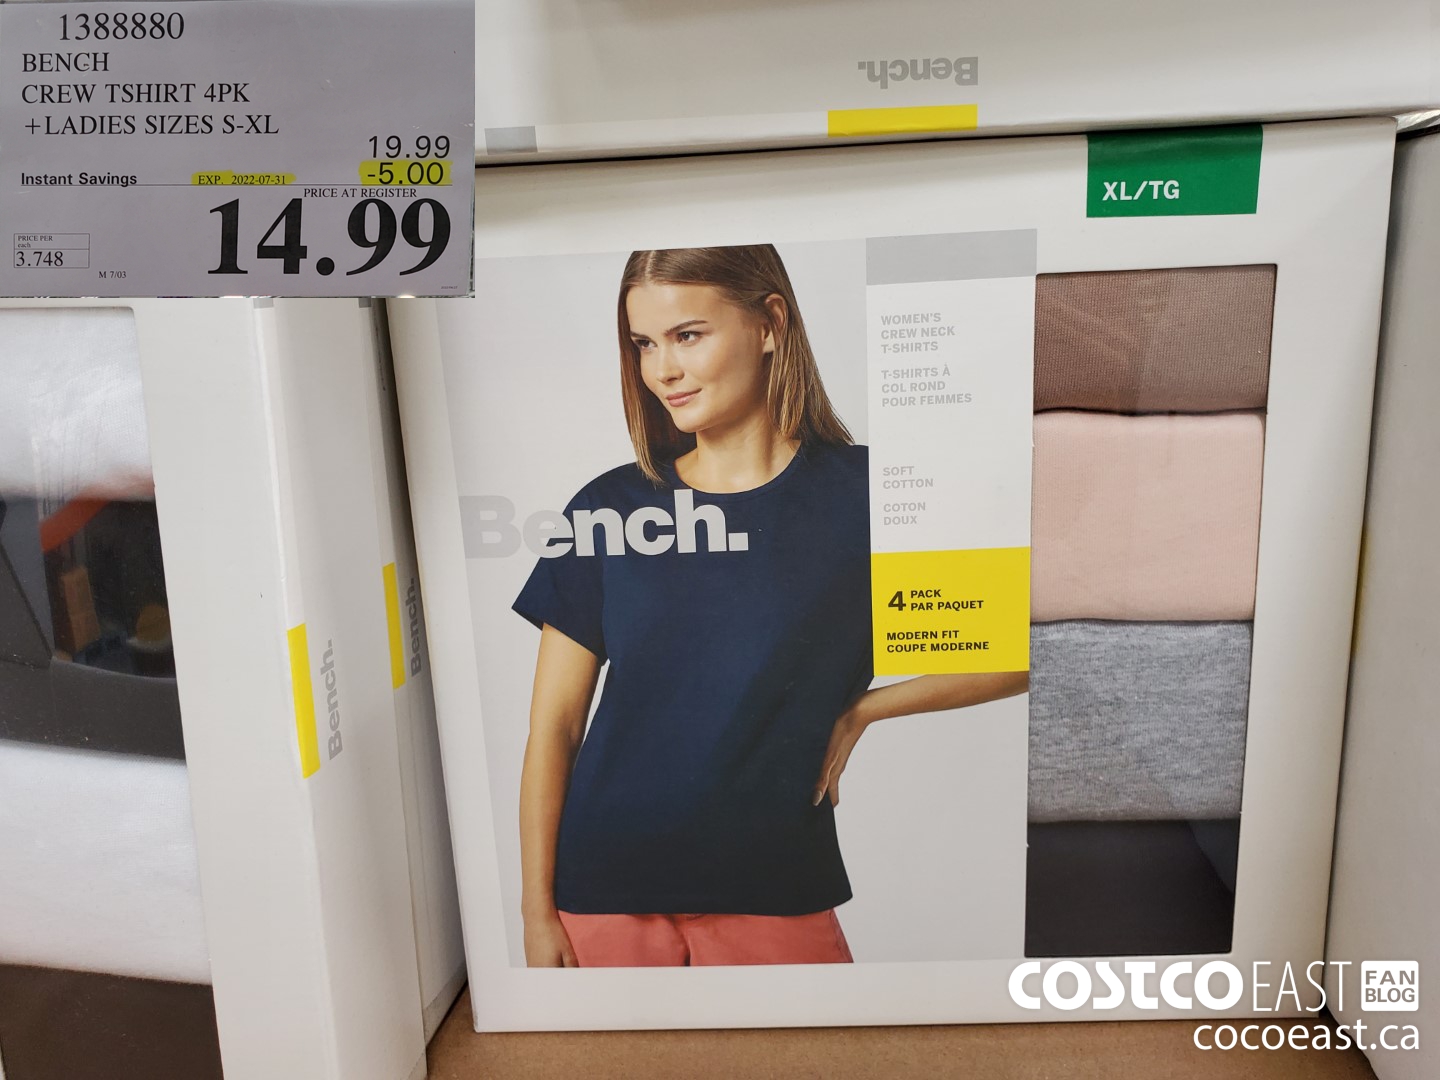 1388880
BENCH
CREW TSHIRT 4PK
+LADIES SIZES S-XL
19.99
Instant Savings EXP. 2022-07-31 -5.00
PRICE AT REGISTER
14.99
PRICE PER
each
3.748
M 7/03
Bench.
XL/TG
WOMEN'S
CREW NECK
T-SHIRTS
T-SHIRTS À
COL ROND
POUR FEMMES
SOFT
COTTON
COTON
DOUX
Bench.
4 PACK
PAR PAQUET
MODERN FIT
COUPE MODERNE
Bench.
Bench.
COSTCO EAST FAN BLOG
cocoeast.ca